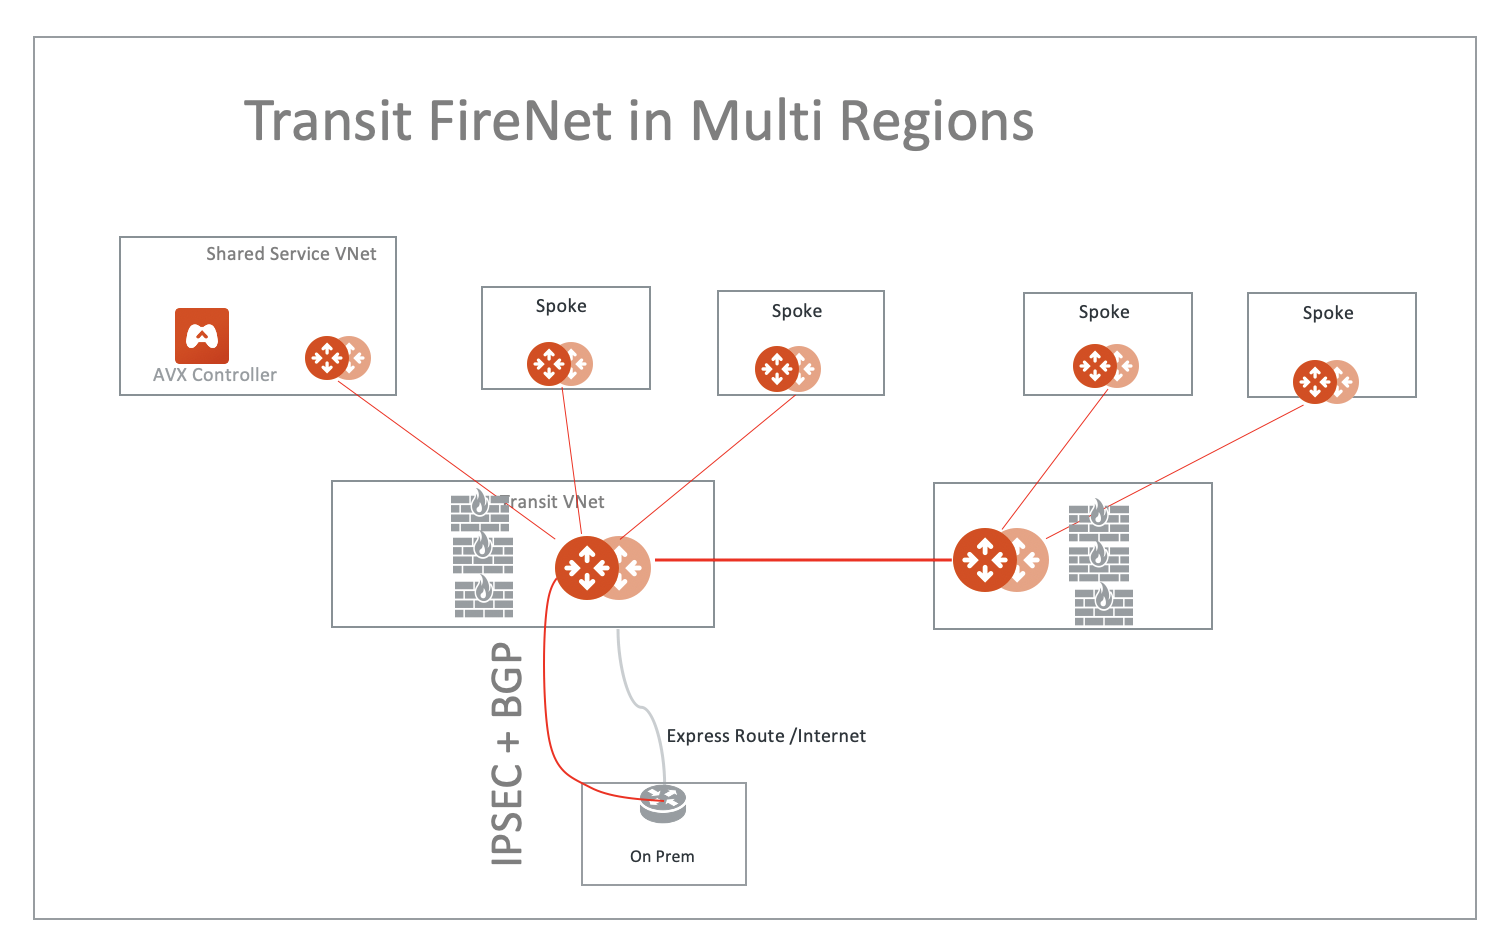 Transit FireNet in Multi Regions
Shared Service VNet
AVX Controller
Spoke
Spoke
Spoke
Spoke
Transit VNet
IPSEC + BGP
Express Route /Internet
On Prem